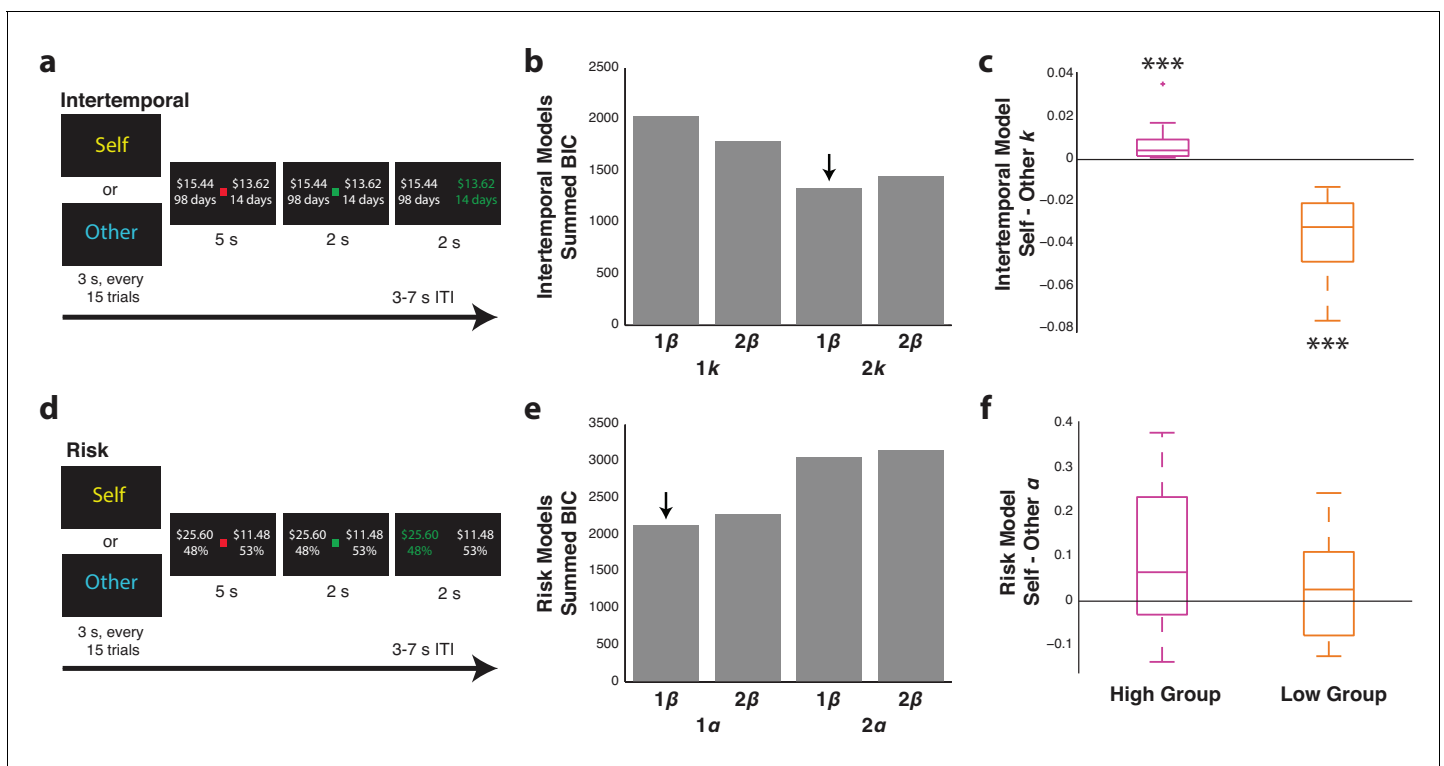 a
Intertemporal
Self
or
Other
3 s, every
15 trials
$15.44 $13.62
98 days 14 days
5 s
$15.44 $13.62
98 days 14 days
2 s
$15.44 $13.62
98 days 14 days
2 s
3-7 s ITI
b
Intertemporal Models
Summed BIC
2500
2000
1500
1000
500
0
1β 2β 1β 2β
1k 2k
c
Intertemporal Model
Self - Other k
0.04
0.02
0
−0.02
−0.04
−0.06
−0.08
***
***
d
Risk
Self
or
Other
3 s, every
15 trials
$25.60 $11.48
48% 53%
5 s
$25.60 $11.48
48% 53%
2 s
$25.60 $11.48
48% 53%
2 s
3-7 s ITI
e
Risk Models
Summed BIC
3500
3000
2500
2000
1500
1000
500
0
1β 2β 1β 2β
1a 2a
f
Risk Model
Self - Other a
0.4
0.3
0.2
0.1
0
−0.1
High Group Low Group